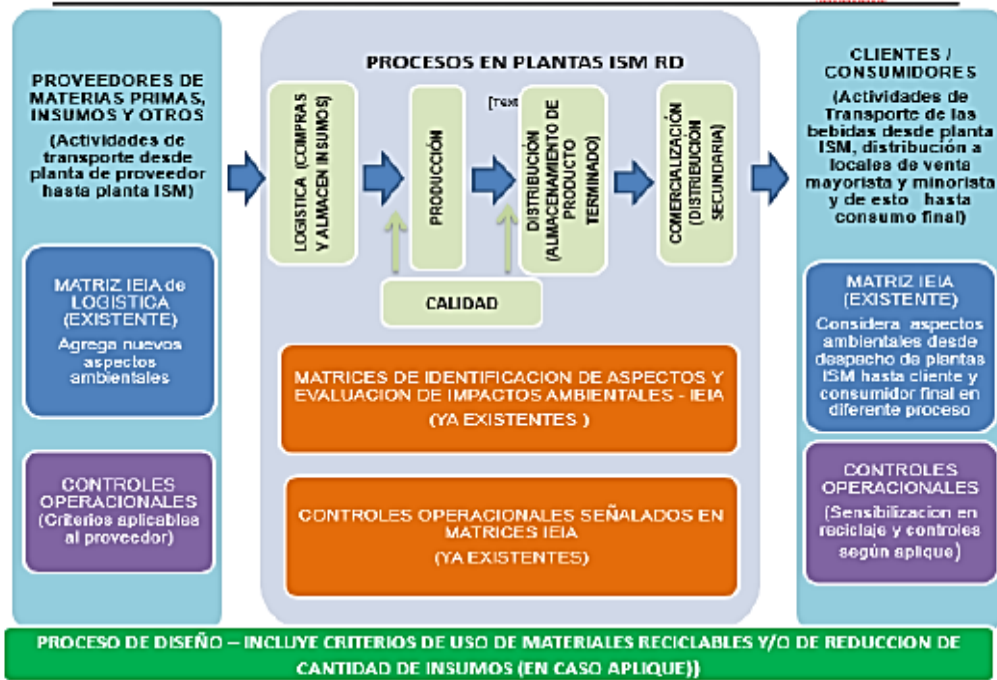 PROVEEDORES DE
MATERIAS PRIMAS,
INSUMOS Y OTROS
(Actividades de
transporte desde
planta de proveedor
hasta planta ISM)
MATRIZ IEIA de
LOGISTICA
(EXISTENTE)
Agrega nuevos
aspectos
ambientales
CONTROLES
OPERACIONALES
(Criterios aplicables
al proveedor)
PROCESOS EN PLANTAS ISM RD
LOGISTICA (COMPRAS
Y ALMACEN INSUMOS)
PRODUCCIÓN
[Text
DISTRIBUCIÓN
(ALMACENAMIENTO DE
PRODUCTO
TERMINADO)
COMERCIALIZACIÓN
(DISTRIBUCIÓN
SECUNDARIA)
CALIDAD
MATRICES DE IDENTIFICACION DE ASPECTOS Y
EVALUACION DE IMPACTOS AMBIENTALES - IEIA
(YA EXISTENTES )
CONTROLES OPERACIONALES SEÑALADOS EN
MATRICES IEIA
(YA EXISTENTES)
CLIENTES /
CONSUMIDORES
(Actividades de
Transporte de las
bebidas desde planta
ISM, distribución a
locales de venta
mayorista y minorista
y de esto hasta
consumo final)
MATRIZ IEIA
(EXISTENTE)
Considera aspectos
ambientales desde
despacho de plantas
ISM hasta cliente y
consumidor final en
diferente proceso
CONTROLES
OPERACIONALES
(Sensibilizacion en
reciclaje y controles
según aplique)
PROCESO DE DISEÑO – INCLUYE CRITERIOS DE USO DE MATERIALES RECICLABLES Y/O DE REDUCCION DE
CANTIDAD DE INSUMOS (EN CASO APLIQUE))